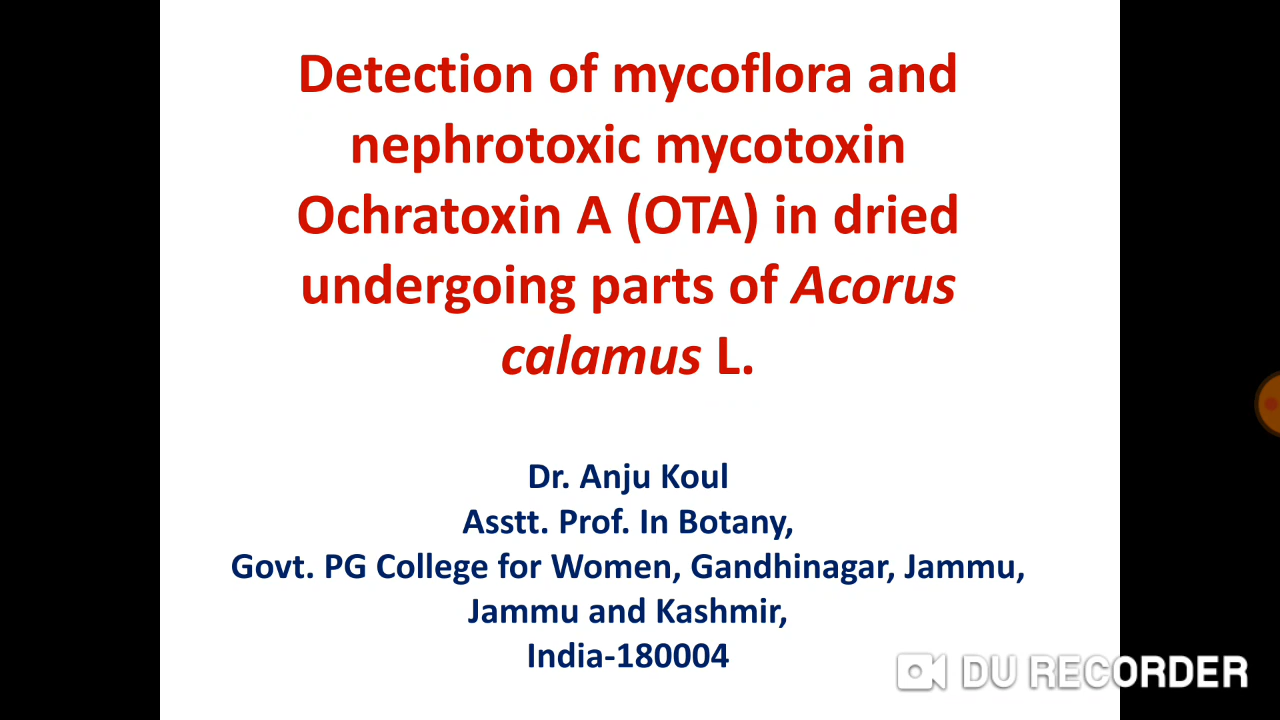 Detection of mycoflora and
nephrotoxic mycotoxin
Ochratoxin A (OTA) in dried
undergoing parts of Acorus
calamus L.
Dr. Anju Koul
Asstt. Prof. In Botany,
Govt. PG College for Women, Gandhinagar, Jammu,
Jammu and Kashmir,
India-180004
DU RECORDER